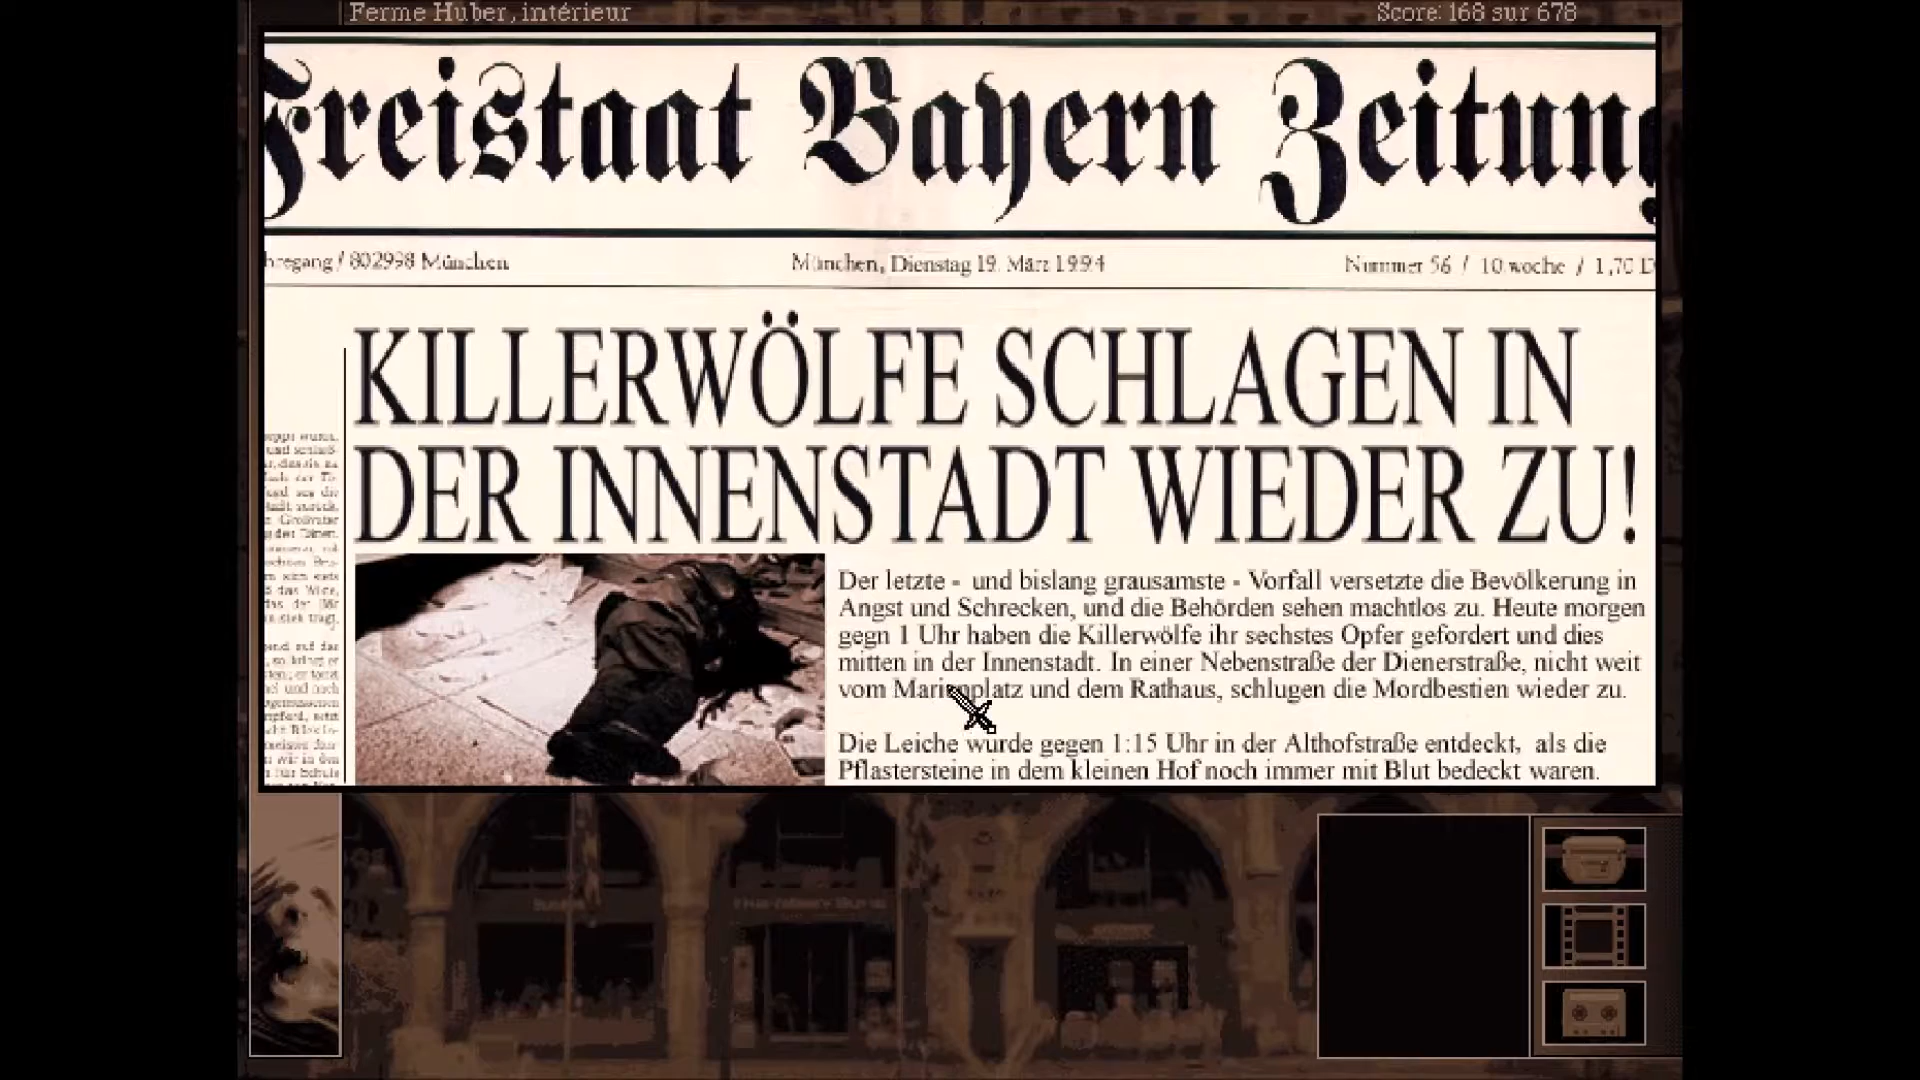 Ferme Huber, intérieur
Score: 168 sur 678
Freistaat Bayern Zeitung
hregang / 802998 München
München, Dienstag 19. März 1994
Nummer 56 / 10.woche / 1,70 D
KILLERWÖLFE SCHLAGEN IN
DER INNENSTADT WIEDER ZU!
Der letzte - und bislang grausamste - Vorfall versetzte die Bevölkerung in
Angst und Schrecken, und die Behörden sehen machtlos zu. Heute morgen
gegn 1 Uhr haben die Killerwölfe ihr sechstes Opfer gefordert und dies
mitten in der Innenstadt. In einer Nebenstraße der Dienerstraße, nicht weit
vom Marienplatz und dem Rathaus, schlugen die Mordbestien wieder zu.
Die Leiche wurde gegen 1:15 Uhr in der Althofstraße entdeckt, als die
Pflastersteine in dem kleinen Hof noch immer mit Blut bedeckt waren.